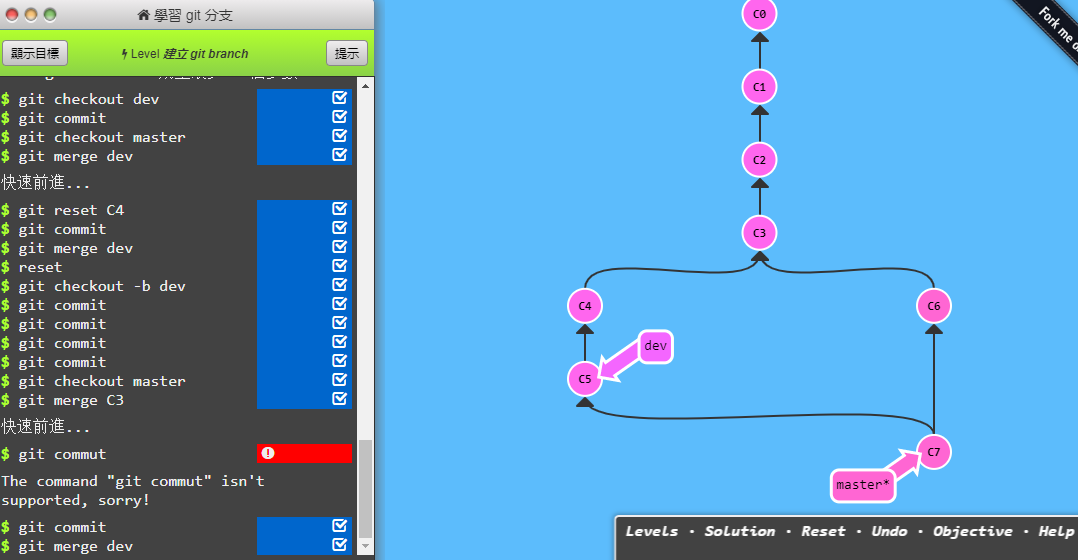 學習 git 分支
顯示目標
Level 建立 git branch
提示
$ git checkout dev
$ git commit
$ git checkout master
$ git merge dev
快速前進...
$ git reset C4
$ git commit
$ git merge dev
$ reset
$ git checkout -b dev
$ git commit
$ git commit
$ git commit
$ git commit
$ git checkout master
$ git merge C3
快速前進...
$ git commut
The command "git commut" isn't
supported, sorry!
$ git commit
$ git merge dev
C0
C1
C2
C3
C4
C6
dev
C5
C7
master*
Fork me
Levels · Solution · Reset · Undo · Objective · Help